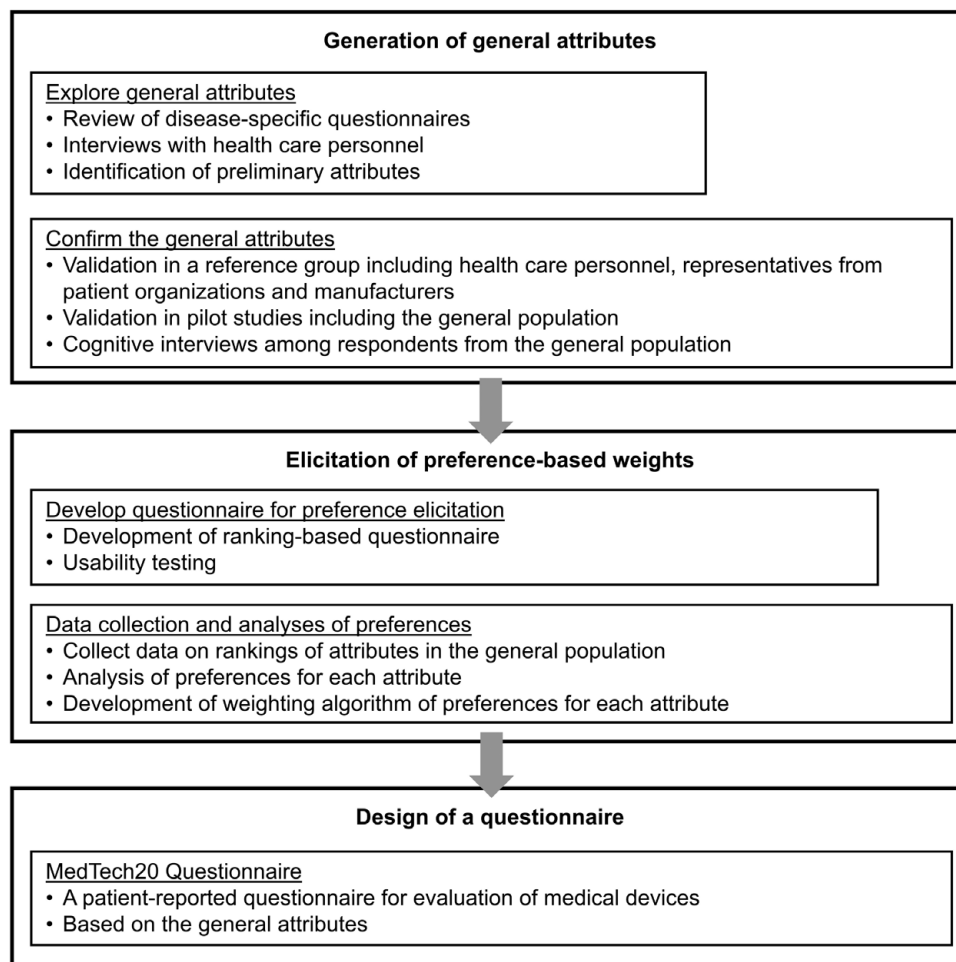 Generation of general attributes
Explore general attributes
• Review of disease-specific questionnaires
• Interviews with health care personnel
• Identification of preliminary attributes
Confirm the general attributes
• Validation in a reference group including health care personnel, representatives from
patient organizations and manufacturers
• Validation in pilot studies including the general population
• Cognitive interviews among respondents from the general population
Elicitation of preference-based weights
Develop questionnaire for preference elicitation
• Development of ranking-based questionnaire
• Usability testing
Data collection and analyses of preferences
• Collect data on rankings of attributes in the general population
• Analysis of preferences for each attribute
• Development of weighting algorithm of preferences for each attribute
Design of a questionnaire
MedTech20 Questionnaire
• A patient-reported questionnaire for evaluation of medical devices
• Based on the general attributes